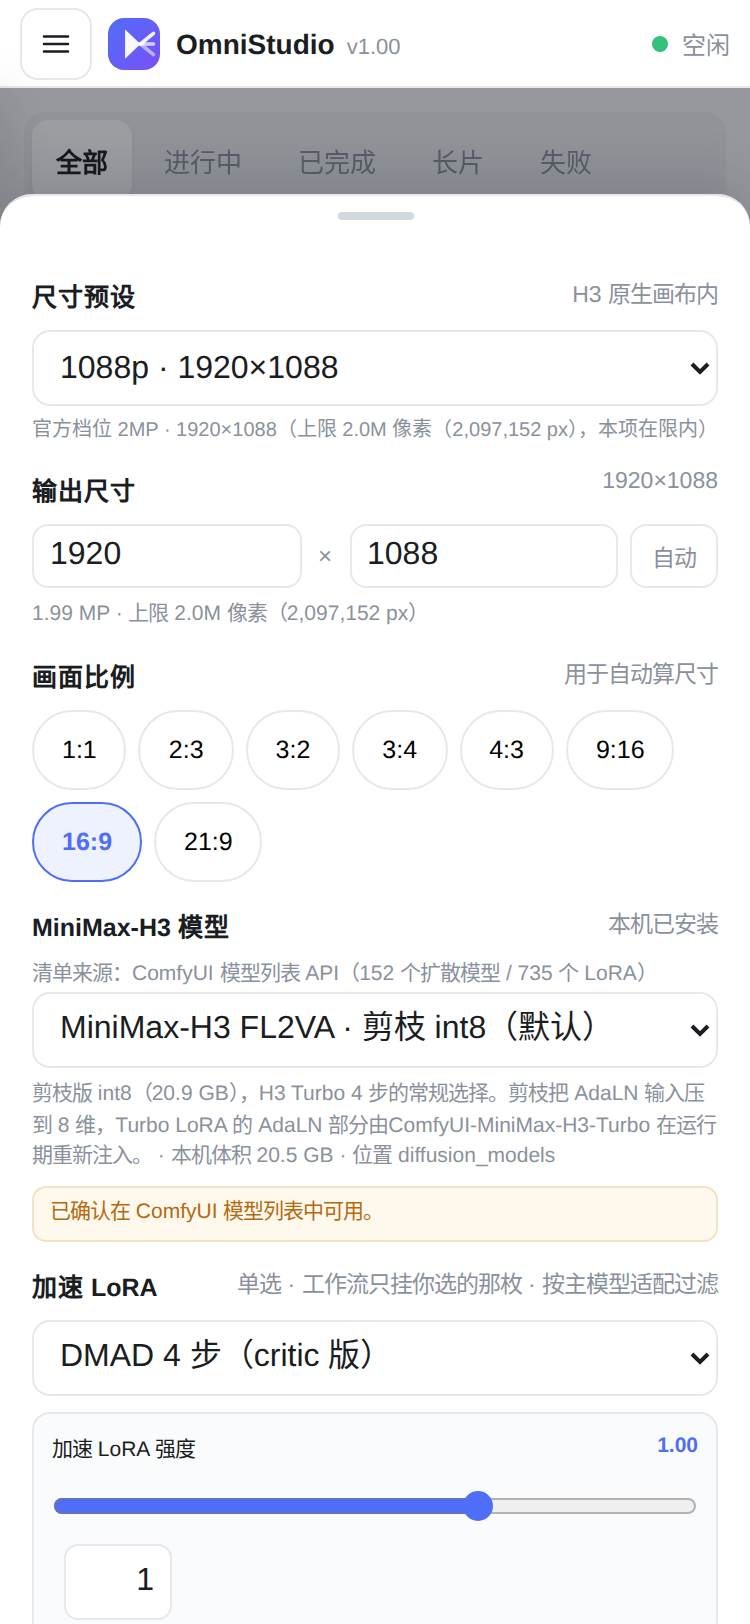 OmniStudio v1.00
空闲
全部 进行中 已完成 长片 失败
尺寸预设 H3 原生画布内
1088p · 1920×1088
官方档位 2MP · 1920×1088（上限 2.0M 像素（2,097,152 px），本项在限内）
输出尺寸 1920×1088
1920 × 1088 自动
1.99 MP · 上限 2.0M 像素（2,097,152 px）
画面比例 用于自动算尺寸
1:1 2:3 3:2 3:4 4:3 9:16
16:9 21:9
MiniMax-H3 模型 本机已安装
清单来源：ComfyUI 模型列表 API（152 个扩散模型 / 735 个 LoRA）
MiniMax-H3 FL2VA · 剪枝 int8（默认）
剪枝版 int8（20.9 GB），H3 Turbo 4 步的常规选择。剪枝把 AdaLN 输入压
到 8 维，Turbo LoRA 的 AdaLN 部分由ComfyUI-MiniMax-H3-Turbo 在运行
期重新注入。 · 本机体积 20.5 GB · 位置 diffusion_models
已确认在 ComfyUI 模型列表中可用。
加速 LoRA 单选 · 工作流只挂你选的那枚 · 按主模型适配过滤
DMAD 4 步（critic 版）
加速 LoRA 强度 1.00
1